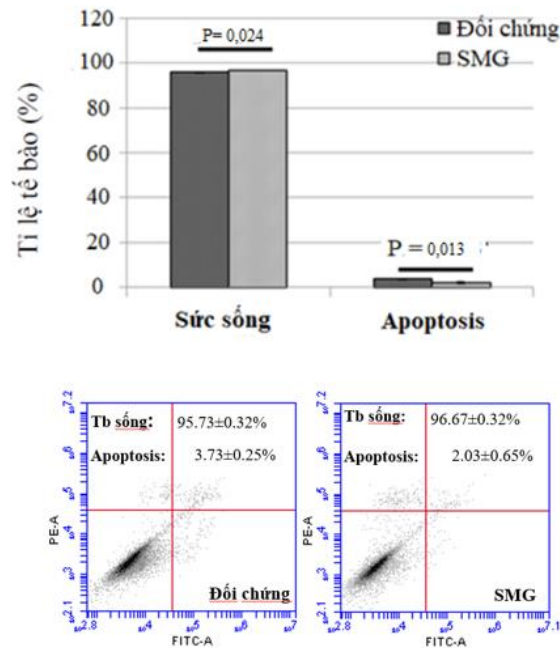 120
100
80
60
40
20
0
Tỉ lệ tế bào (%)
P= 0,024
Đối chứng
SMG
P = 0,013
Sức sống
Apoptosis
Tb sống: 95.73±0.32%
Apoptosis: 3.73±0.25%
Đối chứng
PE-A
FITC-A
Tb sống: 96.67±0.32%
Apoptosis: 2.03±0.65%
SMG
PE-A
FITC-A